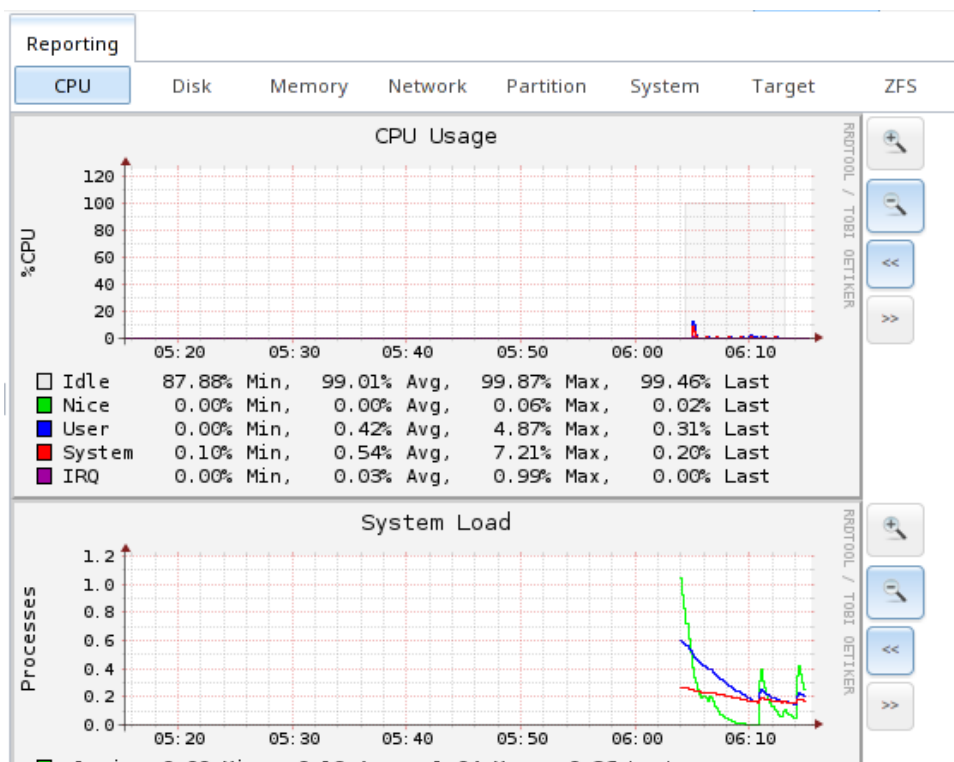 Reporting
CPU Disk Memory Network Partition System Target ZFS
CPU Usage
RRDTOOL / TOBI OETIKER
%CPU
120
100
80
60
40
20
0
05:20 05:30 05:40 05:50 06:00 06:10
Idle 87.88% Min, 99.01% Avg, 99.87% Max, 99.46% Last
Nice 0.00% Min, 0.00% Avg, 0.06% Max, 0.02% Last
User 0.00% Min, 0.42% Avg, 4.87% Max, 0.31% Last
System 0.10% Min, 0.54% Avg, 7.21% Max, 0.20% Last
IRQ 0.00% Min, 0.03% Avg, 0.99% Max, 0.00% Last
<<
>>
System Load
RRDTOOL / TOBI OETIKER
Processes
1.2
1.0
0.8
0.6
0.4
0.2
0.0
05:20 05:30 05:40 05:50 06:00 06:10
<<
>>